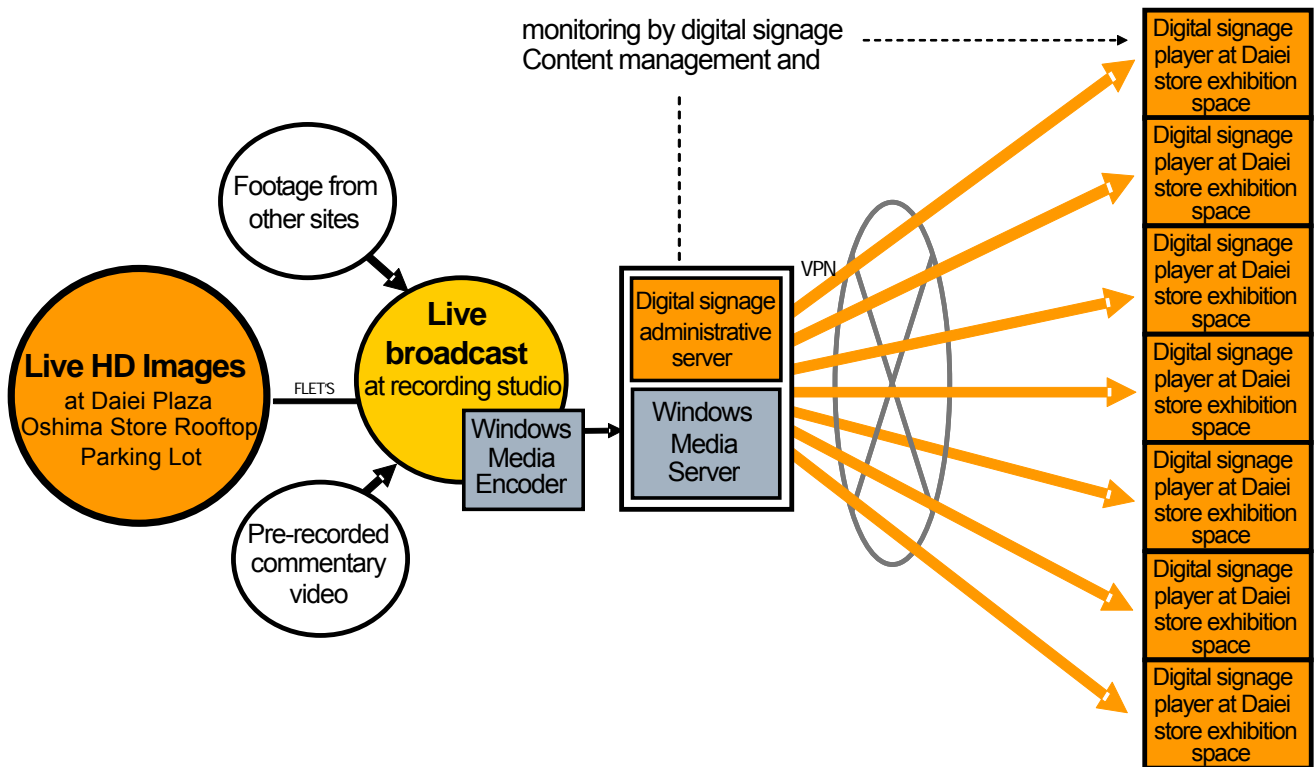 monitoring by digital signage
Content management and
Footage from
other sites
Live HD Images
at Daiei Plaza
Oshima Store Rooftop
Parking Lot
FLET'S
Live
broadcast
at recording studio
Windows
Media
Encoder
Pre-recorded
commentary
video
Digital signage
administrative
server
Windows
Media
Server
VPN
Digital signage
player at Daiei
store exhibition
space
Digital signage
player at Daiei
store exhibition
space
Digital signage
player at Daiei
store exhibition
space
Digital signage
player at Daiei
store exhibition
space
Digital signage
player at Daiei
store exhibition
space
Digital signage
player at Daiei
store exhibition
space
Digital signage
player at Daiei
store exhibition
space